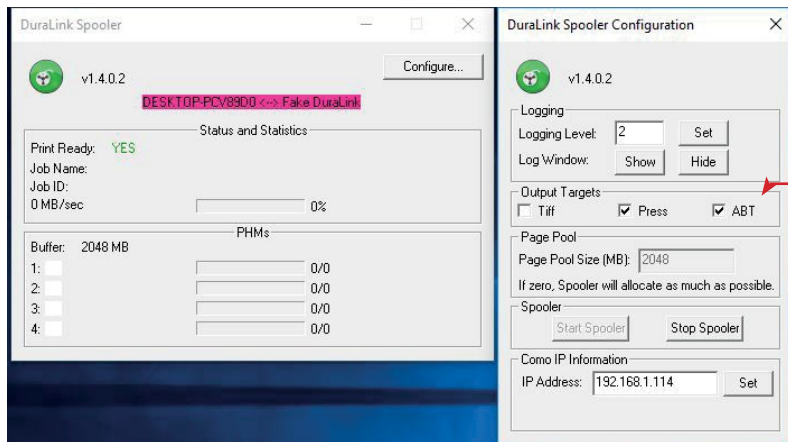 DuraLink Spooler
v1.4.0.2
Configure...
DESKTOP-PCV89D0 <--> Fake DuraLink
Status and Statistics
Print Ready: YES
Job Name:
Job ID:
0 MB/sec 0%
PHMs
Buffer: 2048 MB
1: 0/0
2: 0/0
3: 0/0
4: 0/0
DuraLink Spooler Configuration
v1.4.0.2
Logging
Logging Level: 2 Set
Log Window: Show Hide
Output Targets
Tiff Press ABT
Page Pool
Page Pool Size (MB): 2048
If zero, Spooler will allocate as much as possible.
Spooler
Start Spooler Stop Spooler
Como IP Information
IP Address: 192.168.1.114 Set